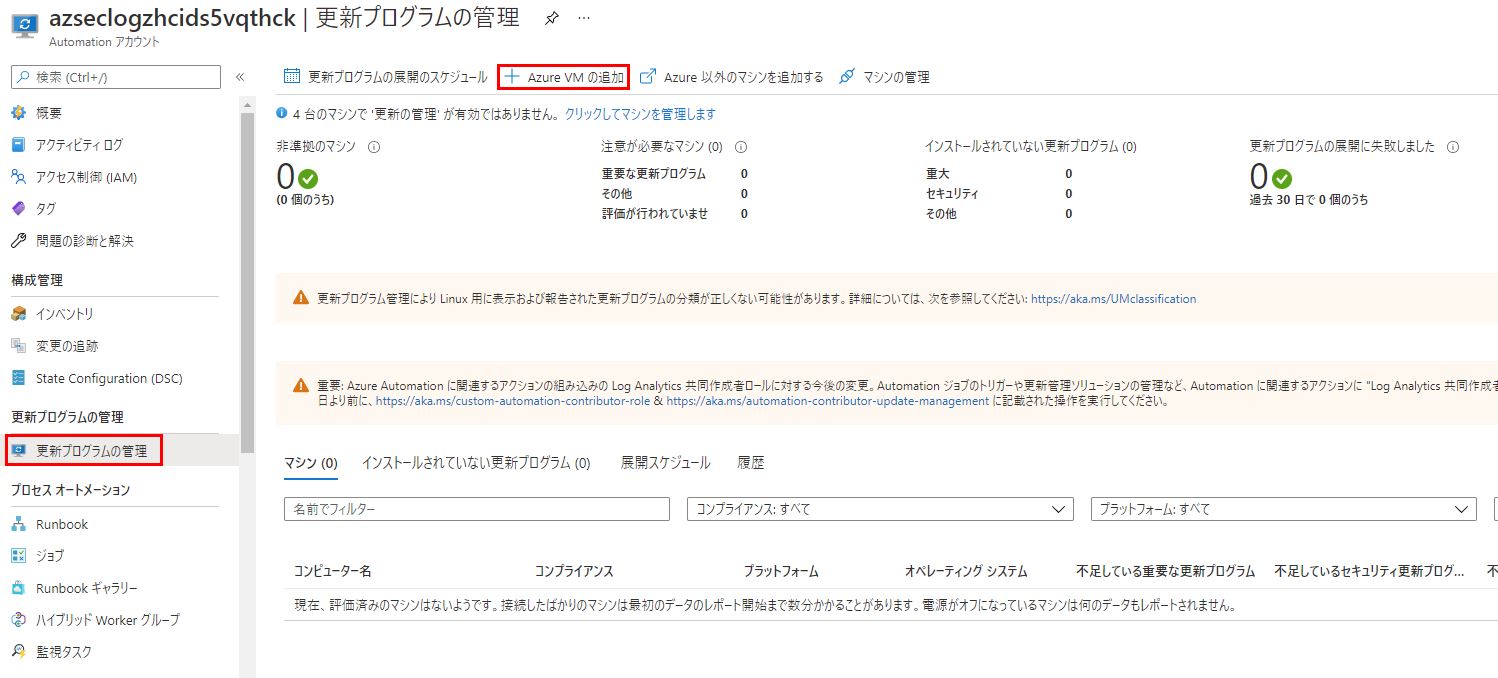 azseclogzhcids5vqthck | 更新プログラムの管理 ...
Automation アカウント
検索 (Ctrl+/)
«
概要
アクティビティ ログ
アクセス制御 (IAM)
タグ
問題の診断と解決
構成管理
インベントリ
変更の追跡
State Configuration (DSC)
更新プログラムの管理
更新プログラムの管理
プロセス オートメーション
Runbook
ジョブ
Runbook ギャラリー
ハイブリッド Worker グループ
監視タスク
更新プログラムの展開のスケジュール
Azure VM の追加
Azure 以外のマシンを追加する
マシンの管理
4 台のマシンで '更新の管理' が有効ではありません。 クリックしてマシンを管理します
非準拠のマシン
0
(0 個のうち)
注意が必要なマシン (0)
重要な更新プログラム 0
その他 0
評価が行われていませ 0
インストールされていない更新プログラム (0)
重大 0
セキュリティ 0
その他 0
更新プログラムの展開に失敗しました
0
過去 30 日で 0 個のうち
更新プログラム管理により Linux 用に表示および報告された更新プログラムの分類が正しくない可能性があります。詳細については、次を参照してください: https://aka.ms/UMclassification
重要: Azure Automation に関連するアクションの組み込みの Log Analytics 共同作成者ロールに対する今後の変更。Automation ジョブのトリガーや更新管理ソリューションの管理など、Automation に関連するアクションに "Log Analytics 共同作成者
日より前に、https://aka.ms/custom-automation-contributor-role & https://aka.ms/automation-contributor-update-management に記載された操作を実行してください。
マシン (0) インストールされていない更新プログラム (0) 展開スケジュール 履歴
名前でフィルター
コンプライアンス: すべて
プラットフォーム: すべて
コンピューター名 コンプライアンス プラットフォーム オペレーティング システム 不足している重要な更新プログラム 不足しているセキュリティ更新プログ... 不
現在、評価済みのマシンはないようです。接続したばかりのマシンは最初のデータのレポート開始まで数分かかることがあります。電源がオフになっているマシンは何のデータもレポートされません。